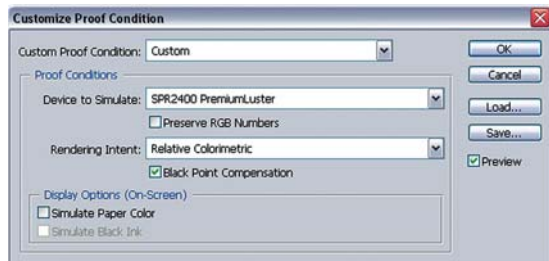 Customize Proof Condition
Custom Proof Condition: Custom
OK
Cancel
Proof Conditions
Device to Simulate: SPR2400 PremiumLuster
Load...
Preserve RGB Numbers
Save...
Rendering Intent: Relative Colorimetric
Preview
Black Point Compensation
Display Options (On-Screen)
Simulate Paper Color
Simulate Black Ink